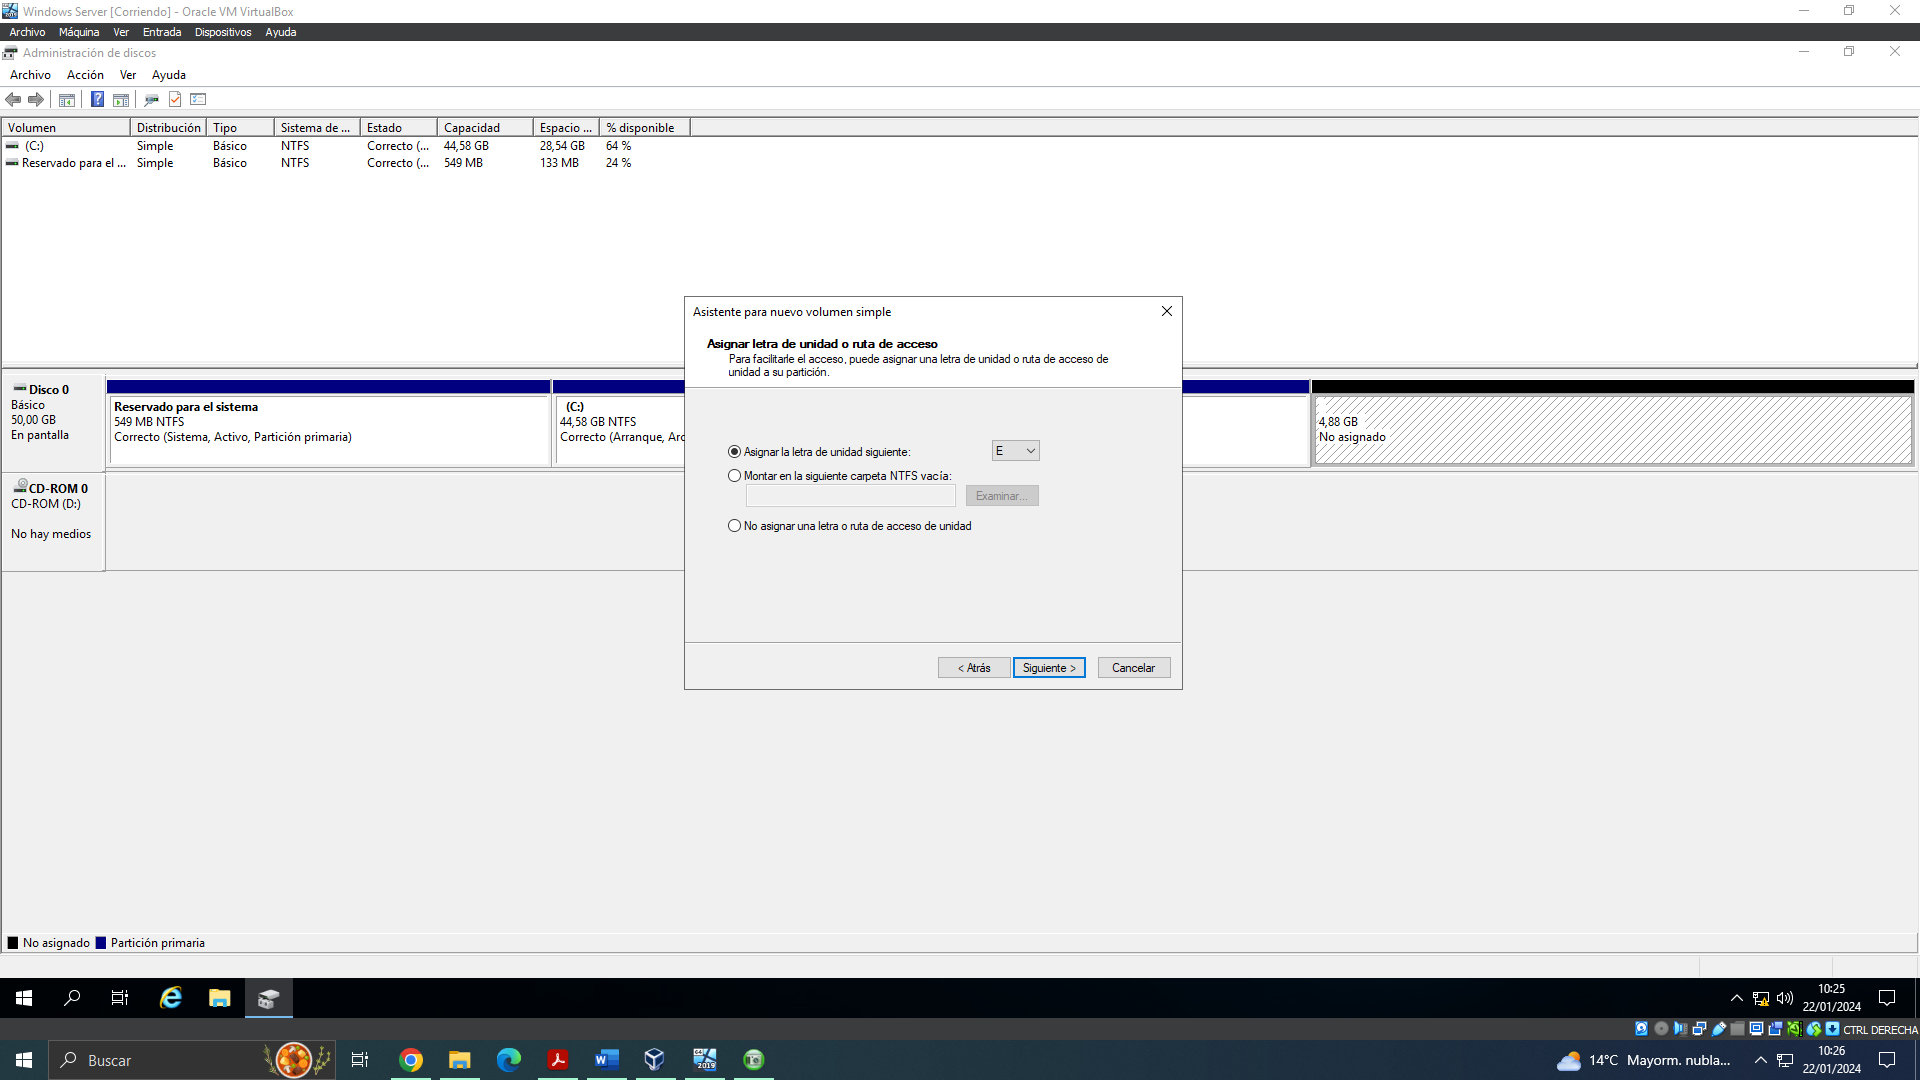 Windows Server [Corriendo] - Oracle VM VirtualBox
Archivo Máquina Ver Entrada Dispositivos Ayuda
Administración de discos
Archivo Acción Ver Ayuda
Volumen Distribución Tipo Sistema de ... Estado Capacidad Espacio ... % disponible
(C:) Simple Básico NTFS Correcto (... 44,58 GB 28,54 GB 64 %
Reservado para el ... Simple Básico NTFS Correcto (... 549 MB 133 MB 24 %
Asistente para nuevo volumen simple
Asignar letra de unidad o ruta de acceso
Para facilitarle el acceso, puede asignar una letra de unidad o ruta de acceso de
unidad a su partición.
Asignar la letra de unidad siguiente: E
Montar en la siguiente carpeta NTFS vacía:
Examinar...
No asignar una letra o ruta de acceso de unidad
< Atrás Siguiente > Cancelar
Disco 0
Básico
50,00 GB
En pantalla
Reservado para el sistema
549 MB NTFS
Correcto (Sistema, Activo, Partición primaria)
(C:)
44,58 GB NTFS
Correcto (Arranque, Arc
4,88 GB
No asignado
CD-ROM 0
CD-ROM (D:)
No hay medios
No asignado Partición primaria
10:25
22/01/2024
CTRL DERECHA
Buscar
2019
14°C Mayorm. nubla...
10:26
22/01/2024